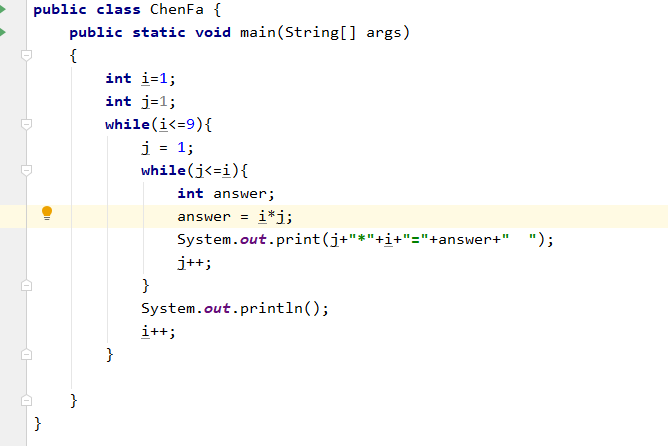 public class ChenFa {
    public static void main(String[] args)
    {
        int i=1;
        int j=1;
        while(i<=9){
            j = 1;
            while(j<=i){
                int answer;
                answer = i*j;
                System.out.print(j+"*"+i+"="+answer+"  ");
                j++;
            }
            System.out.println();
            i++;
        }

    }
}